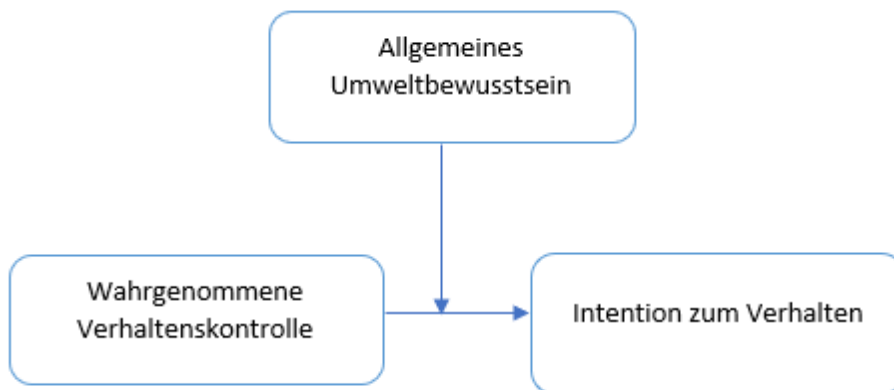 Allgemeines
Umweltbewusstsein
Wahrgenommene
Verhaltenskontrolle
Intention zum Verhalten